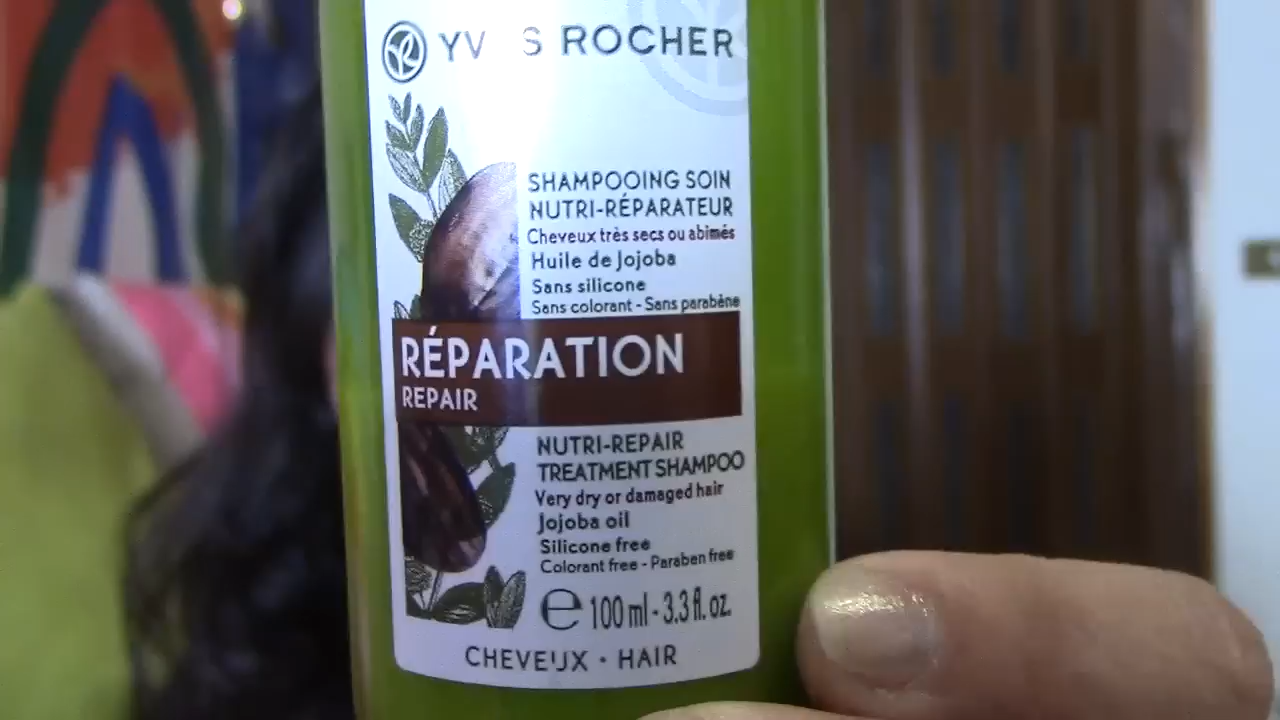 YVES ROCHER
SHAMPOOING SOIN
NUTRI-RÉPARATEUR
Cheveux très secs ou abimés
Huile de Jojoba
Sans silicone
Sans colorant - Sans parabène
RÉPARATION
REPAIR
NUTRI-REPAIR
TREATMENT SHAMPOO
Very dry or damaged hair
Jojoba oil
Silicone free
Colorant free - Paraben free
℮ 100 ml - 3.3 fl. oz.
CHEVEUX • HAIR